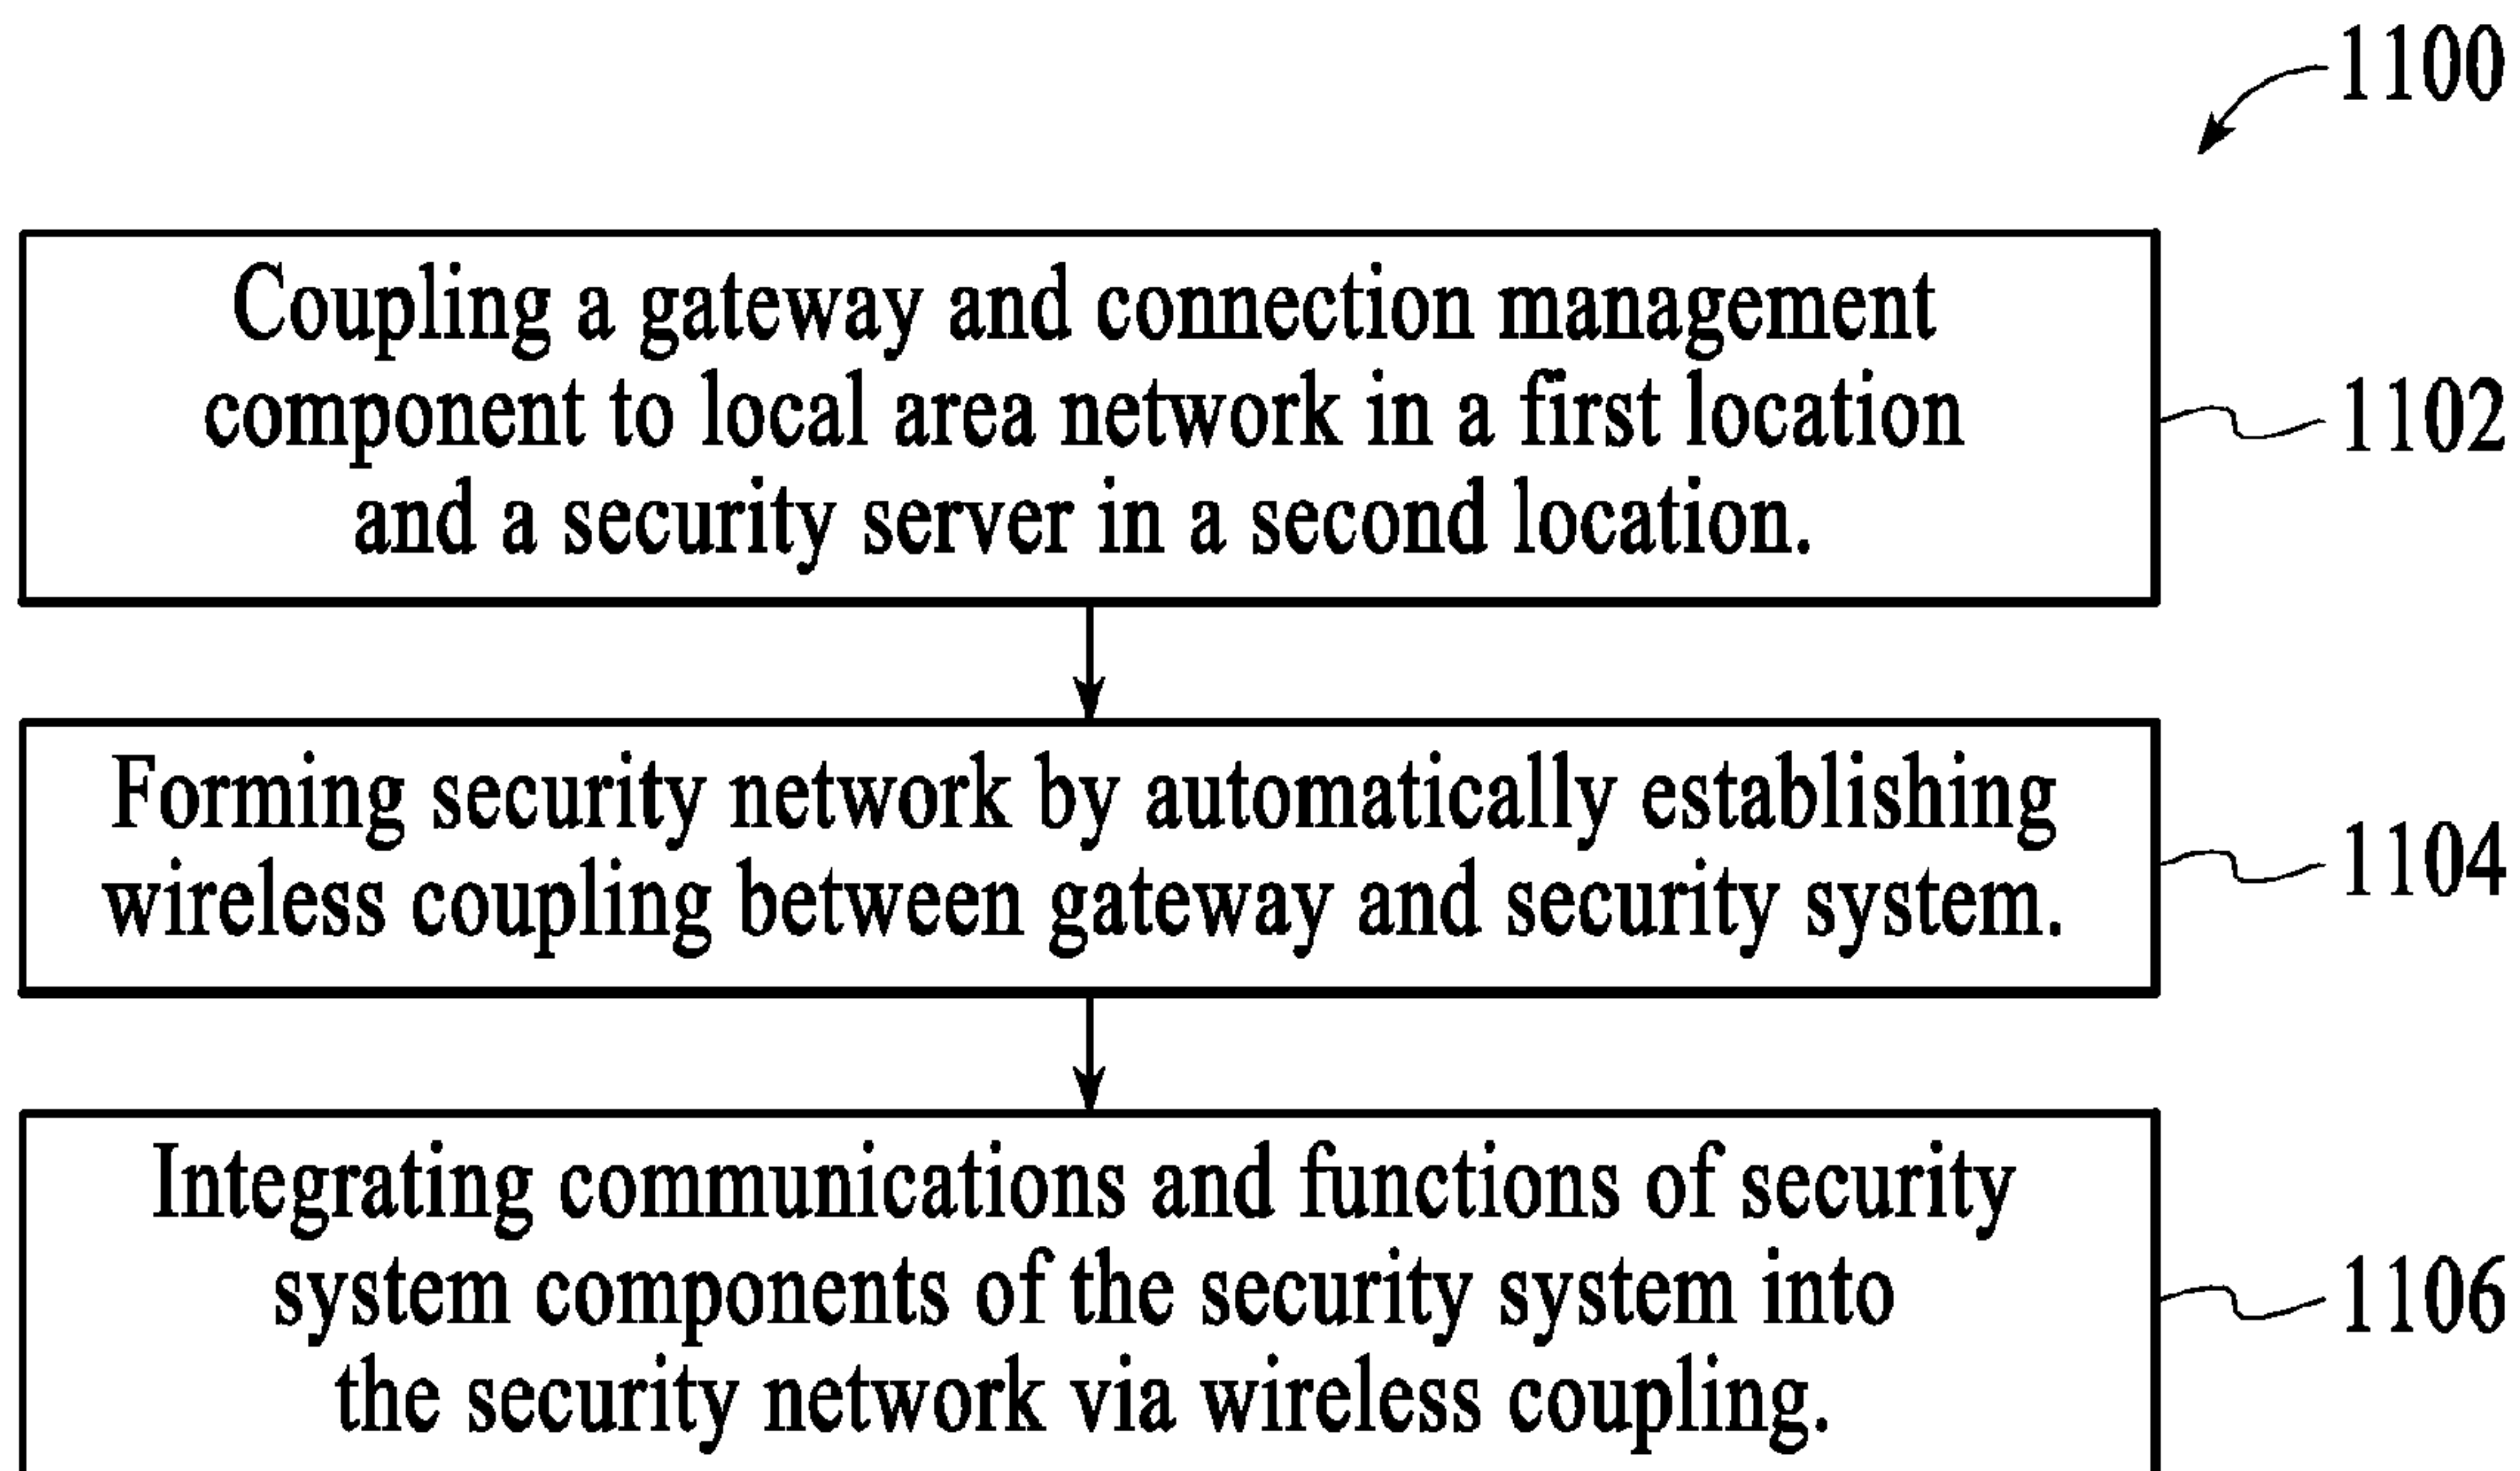 1100
Coupling a gateway and connection management
component to local area network in a first location
and a security server in a second location.
1102
Forming security network by automatically establishing
wireless coupling between gateway and security system.
1104
Integrating communications and functions of security
system components of the security system into
the security network via wireless coupling.
1106